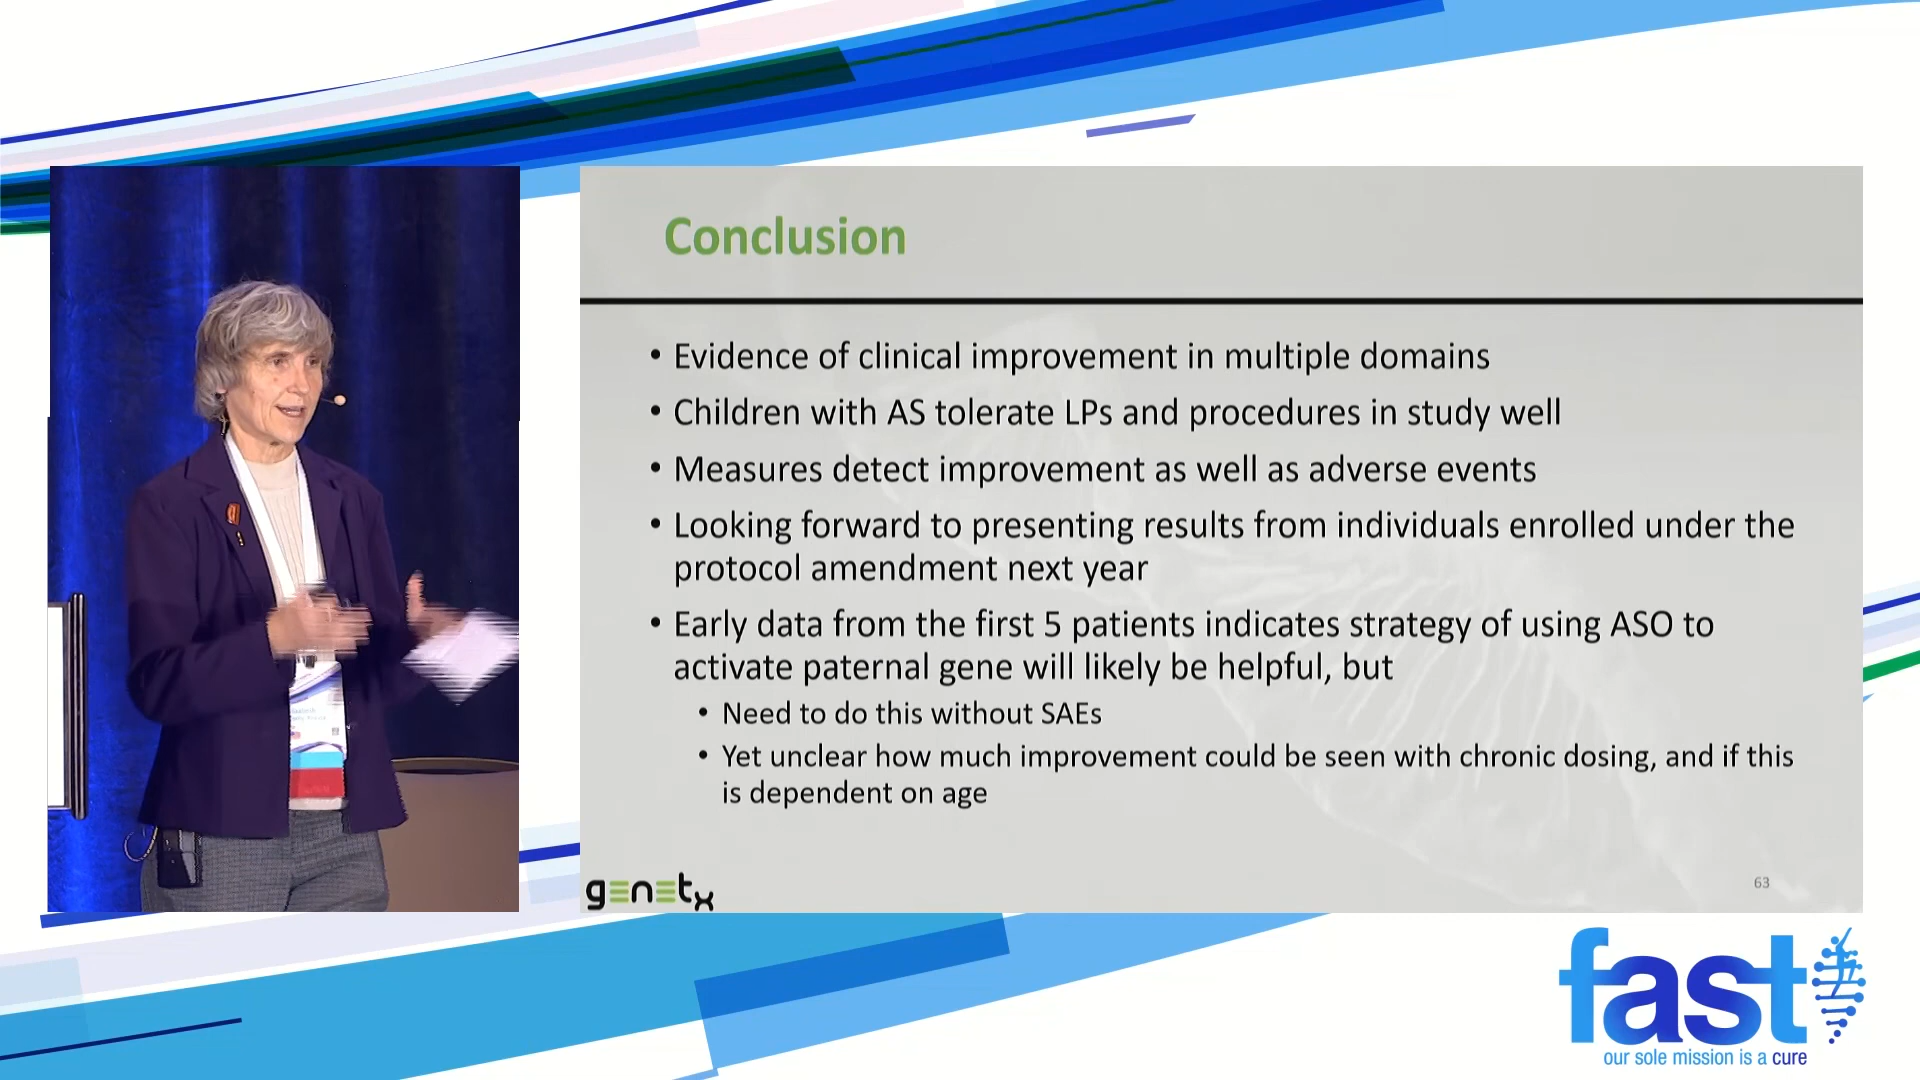 Conclusion
• Evidence of clinical improvement in multiple domains
• Children with AS tolerate LPs and procedures in study well
• Measures detect improvement as well as adverse events
• Looking forward to presenting results from individuals enrolled under the
protocol amendment next year
• Early data from the first 5 patients indicates strategy of using ASO to
activate paternal gene will likely be helpful, but
• Need to do this without SAEs
• Yet unclear how much improvement could be seen with chronic dosing, and if this
is dependent on age
genetx
63
fast
our sole mission is a cure